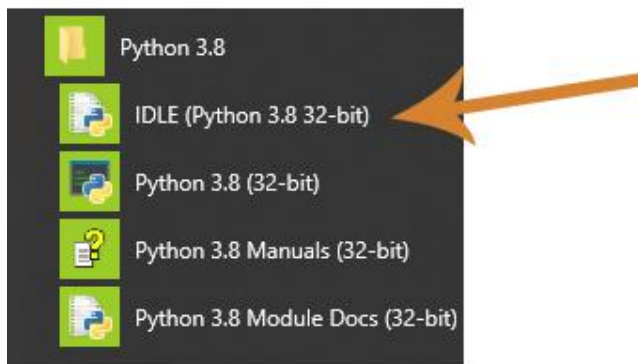 Python 3.8
IDLE (Python 3.8 32-bit)
Python 3.8 (32-bit)
Python 3.8 Manuals (32-bit)
Python 3.8 Module Docs (32-bit)